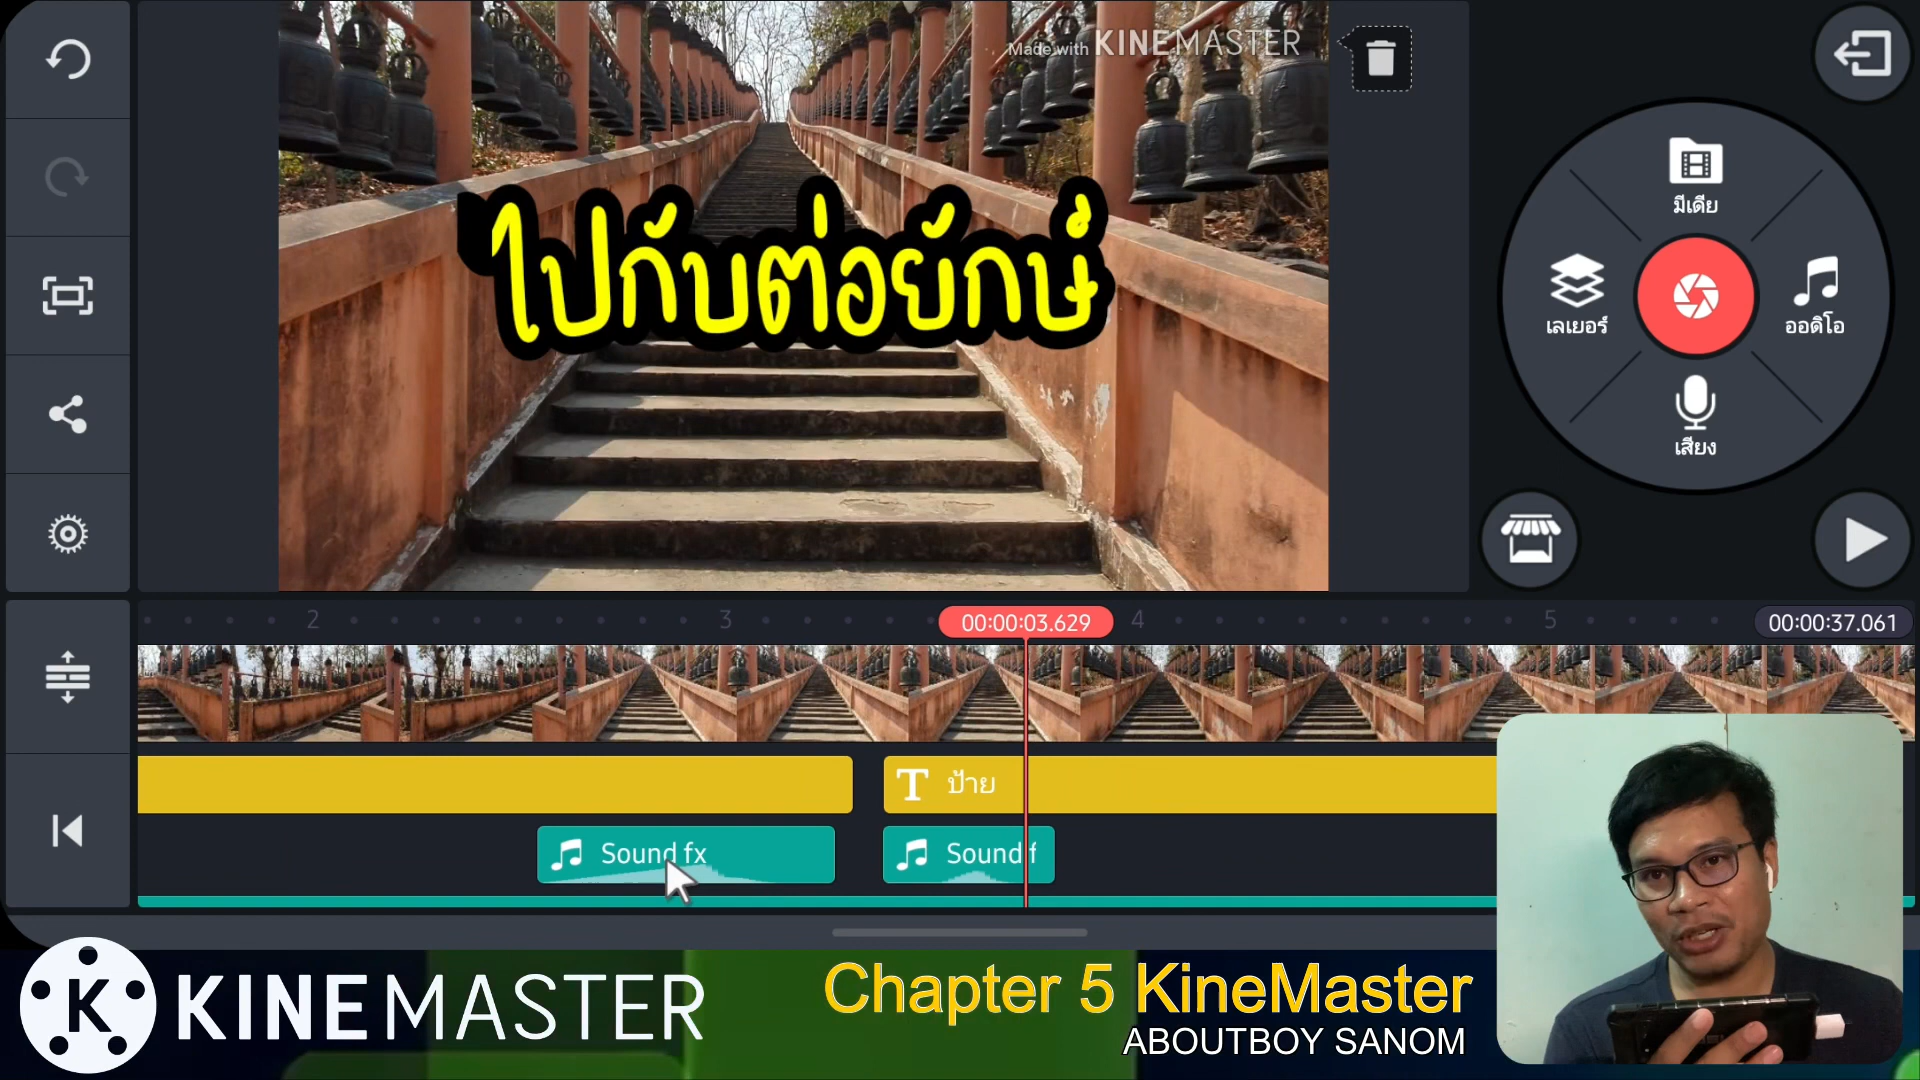 Made with KINEMASTER
ไปกับต่อยักษ์
มีเดีย
เลเยอร์
ออดิโอ
เสียง
2
3
00:00:03.629
4
5
00:00:37.061
T ป้าย
Sound fx
Sound f
K KINEMASTER
Chapter 5 KineMaster
ABOUTBOY SANOM